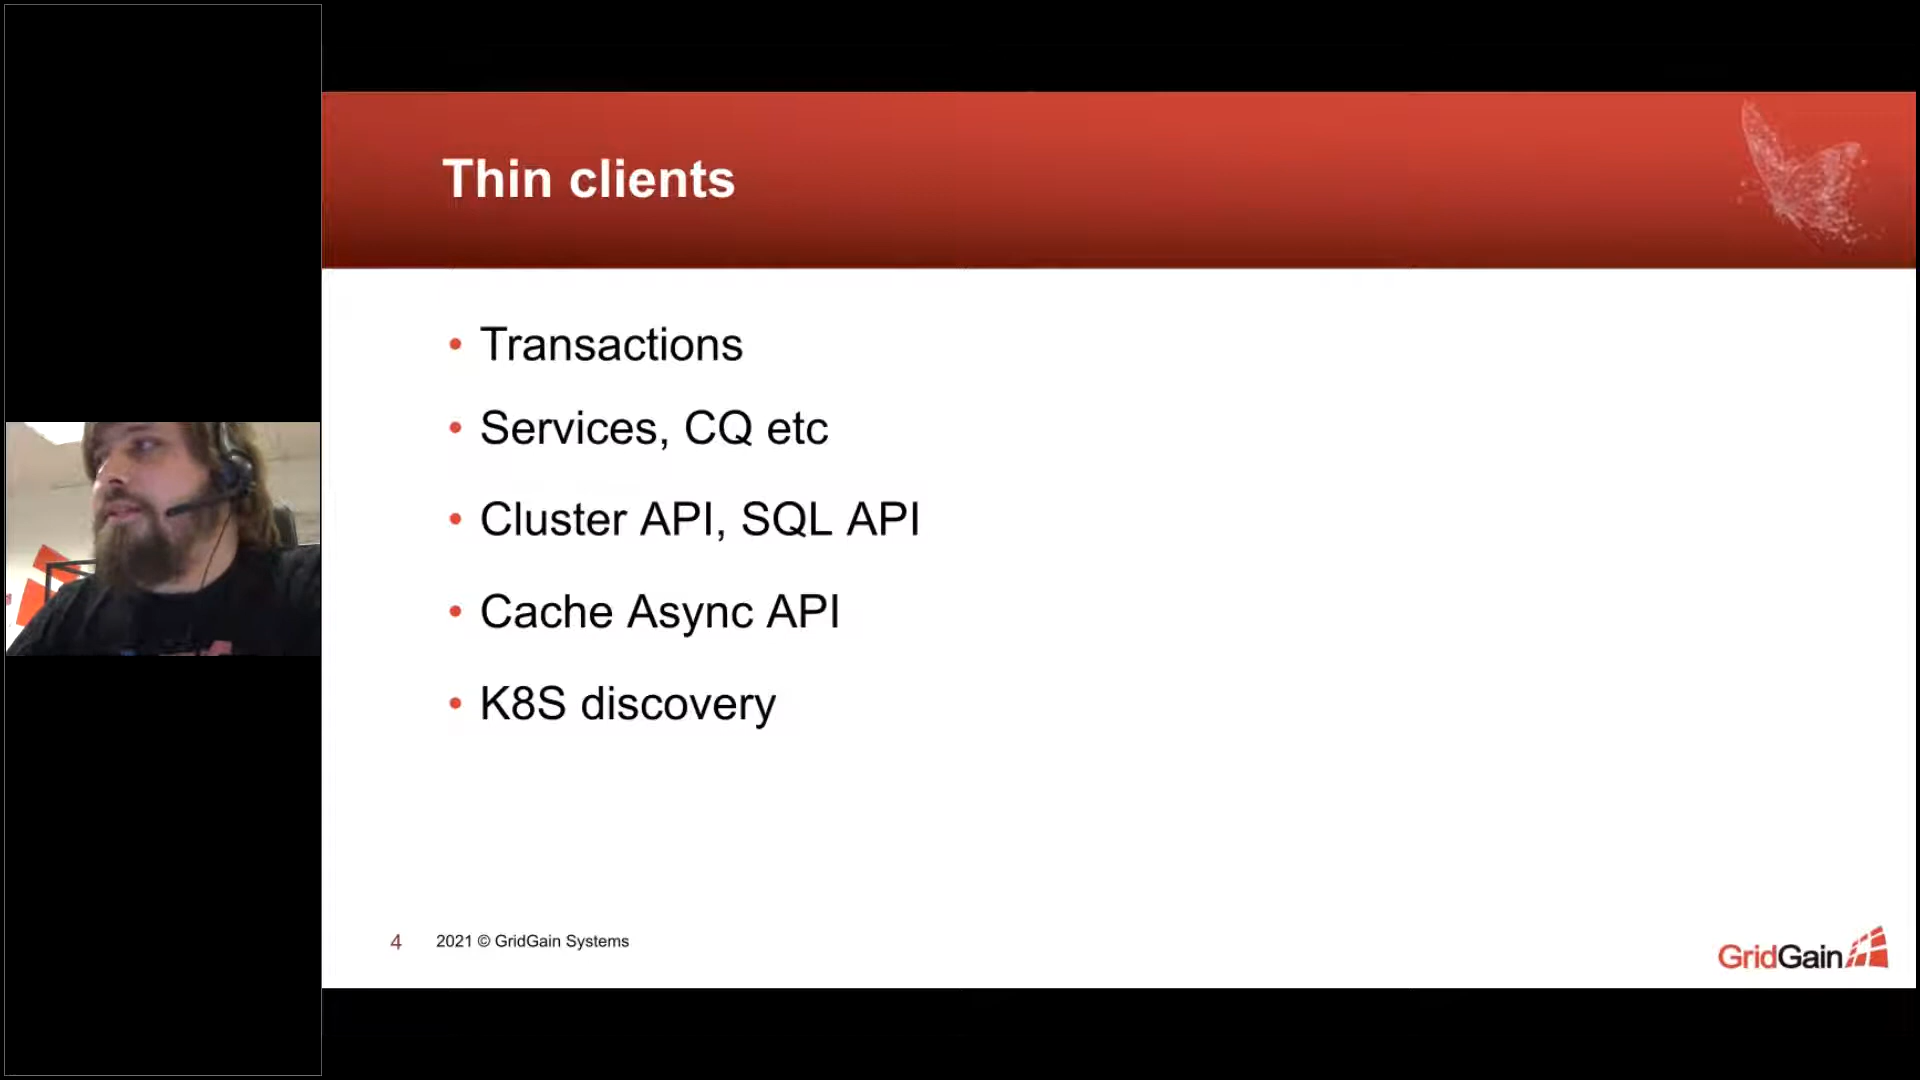 Thin clients
• Transactions
• Services, CQ etc
• Cluster API, SQL API
• Cache Async API
• K8S discovery
4 2021 © GridGain Systems
GridGain